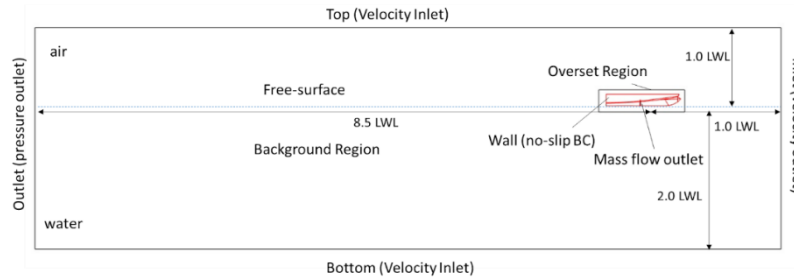 Top (Velocity Inlet)
air
1.0 LWL
Overset Region
Free-surface
8.5 LWL
1.0 LWL
Wall (no-slip BC)
Background Region
Mass flow outlet
Outlet (pressure outlet)
2.0 LWL
water
Bottom (Velocity Inlet)